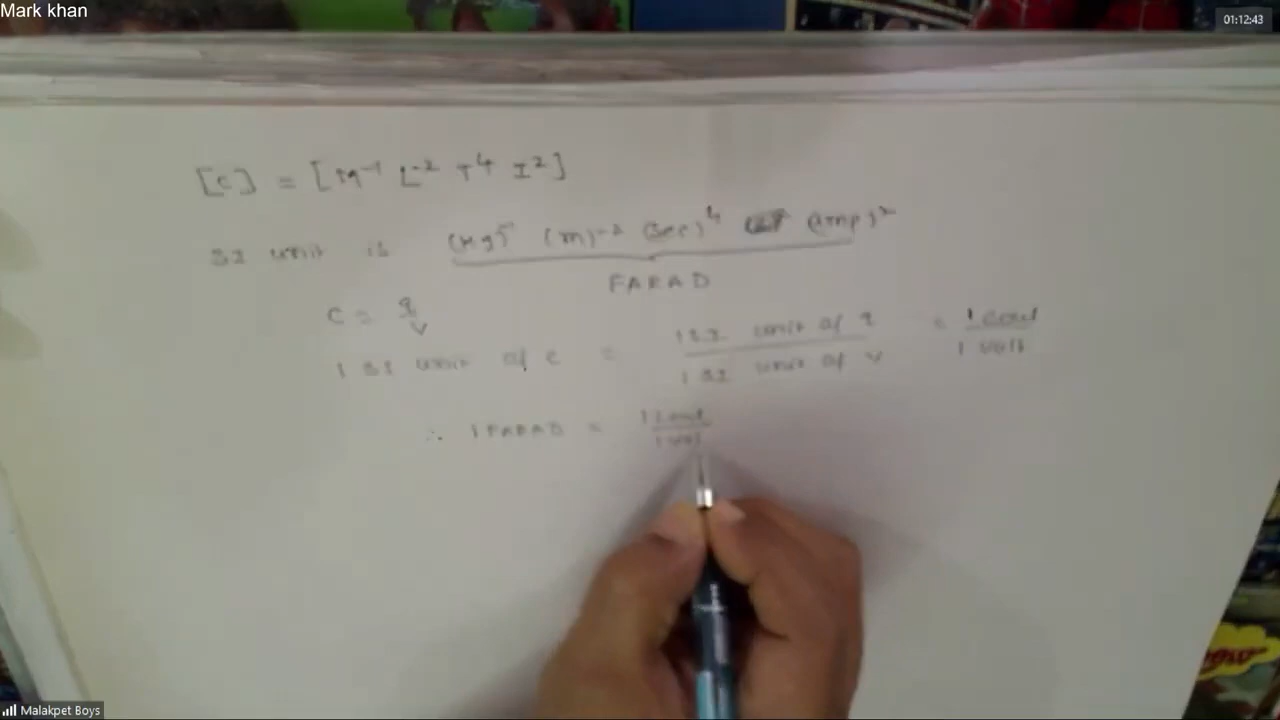 Mark khan
01:12:43
[C] = [M⁻¹ L⁻² T⁴ I²]
SI unit is (Kg)⁻¹ (m)⁻² (Sec)⁴ (Amp)²
FARAD
C = q/V
1 SI unit of C = 1 SI unit of q / 1 SI unit of V = 1 Coul / 1 Volt
∴ 1 FARAD = 1 Coul / 1 Vol
Malakpet Boys